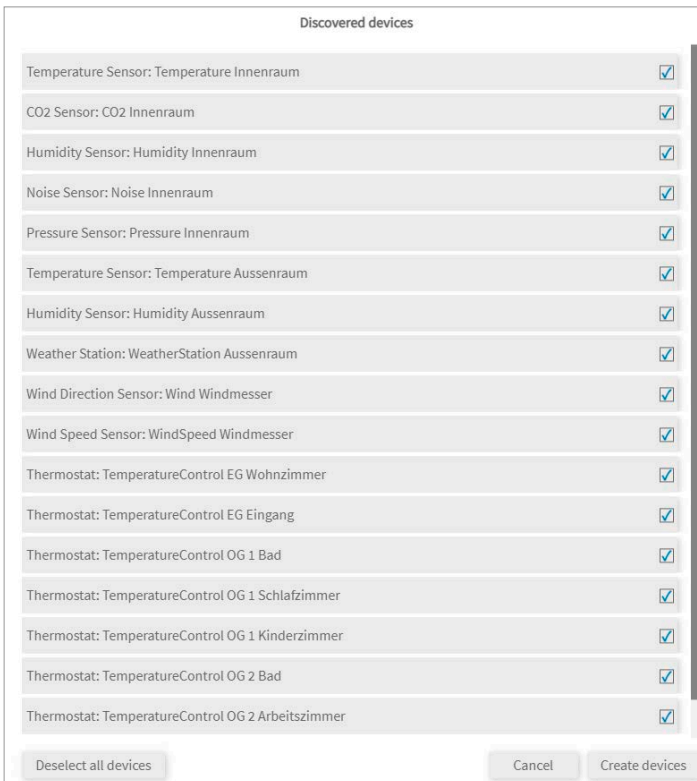 Discovered devices
Temperature Sensor: Temperature Innenraum
CO2 Sensor: CO2 Innenraum
Humidity Sensor: Humidity Innenraum
Noise Sensor: Noise Innenraum
Pressure Sensor: Pressure Innenraum
Temperature Sensor: Temperature Aussenraum
Humidity Sensor: Humidity Aussenraum
Weather Station: WeatherStation Aussenraum
Wind Direction Sensor: Wind Windmesser
Wind Speed Sensor: WindSpeed Windmesser
Thermostat: TemperatureControl EG Wohnzimmer
Thermostat: TemperatureControl EG Eingang
Thermostat: TemperatureControl OG 1 Bad
Thermostat: TemperatureControl OG 1 Schlafzimmer
Thermostat: TemperatureControl OG 1 Kinderzimmer
Thermostat: TemperatureControl OG 2 Bad
Thermostat: TemperatureControl OG 2 Arbeitszimmer
Deselect all devices Cancel Create devices